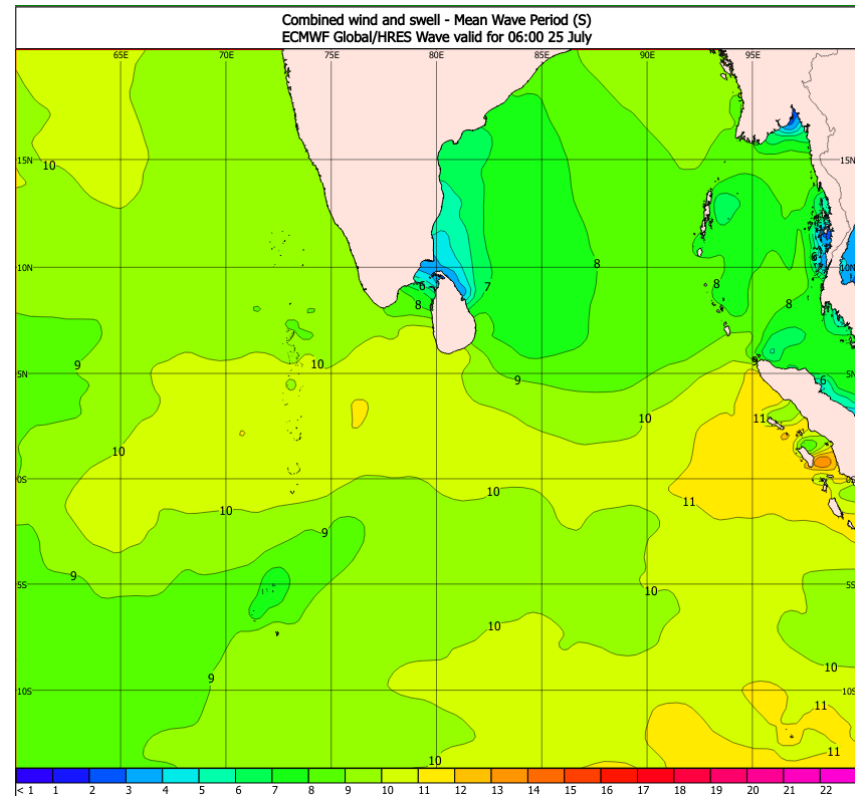 Combined wind and swell - Mean Wave Period (S)
ECMWF Global/HRES Wave valid for 06:00 25 July
65E 70E 75E 80E 85E 90E 95E
10
15N 15N
10N 8 10N
6 7
8 8 8
9 10 9
5N 5N
6
10 11
10
0S 0S
10 10 11
9
9
5S 10 5S
10
10
9
10S 10S
11
10 11
< 1 1 2 3 4 5 6 7 8 9 10 11 12 13 14 15 16 17 18 19 20 21 22